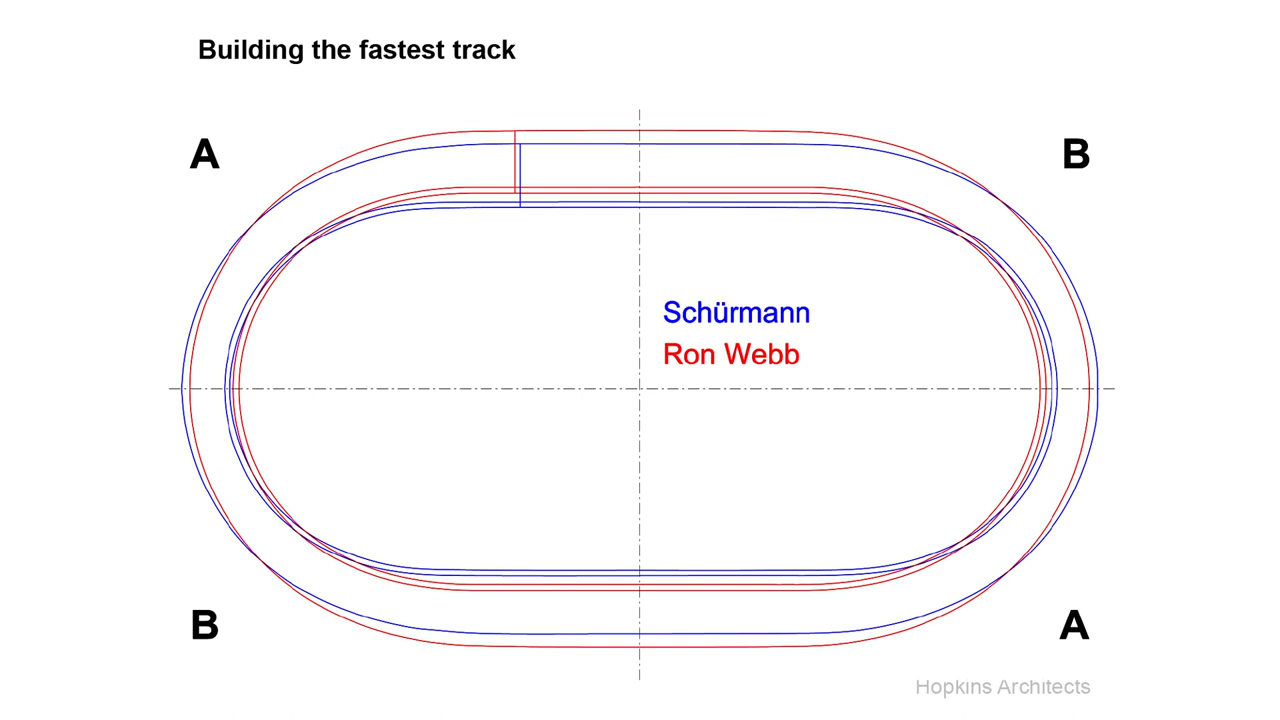 Building the fastest track
A
B
Schürmann
Ron Webb
B
A
Hopkins Architects